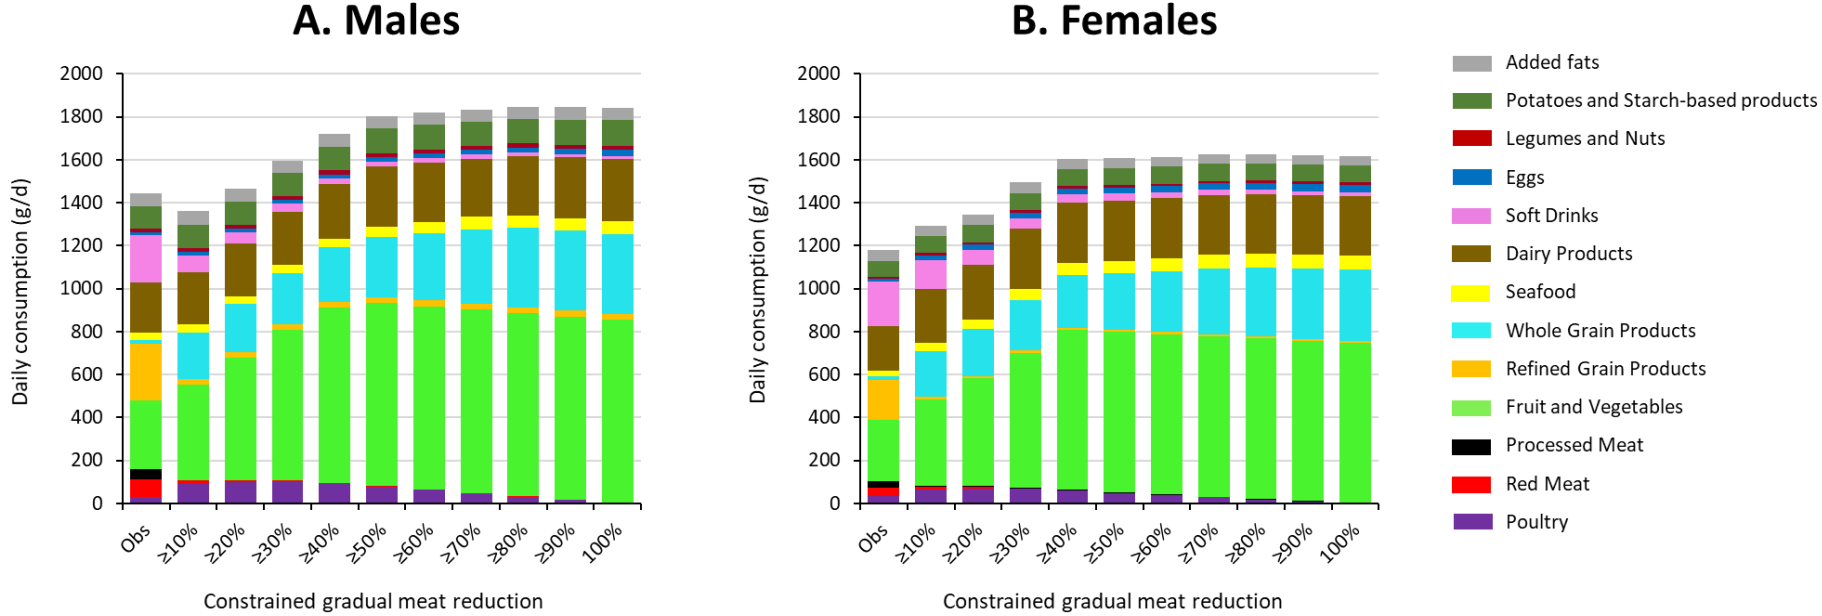 A. Males
2000
1800
1600
1400
1200
1000
800
600
400
200
0
Daily consumption (g/d)
Obs
≥10%
≥20%
≥30%
≥40%
≥50%
≥60%
≥70%
≥80%
≥90%
100%
Constrained gradual meat reduction
B. Females
2000
1800
1600
1400
1200
1000
800
600
400
200
0
Daily consumption (g/d)
Obs
≥10%
≥20%
≥30%
≥40%
≥50%
≥60%
≥70%
≥80%
≥90%
100%
Constrained gradual meat reduction
Added fats
Potatoes and Starch-based products
Legumes and Nuts
Eggs
Soft Drinks
Dairy Products
Seafood
Whole Grain Products
Refined Grain Products
Fruit and Vegetables
Processed Meat
Red Meat
Poultry